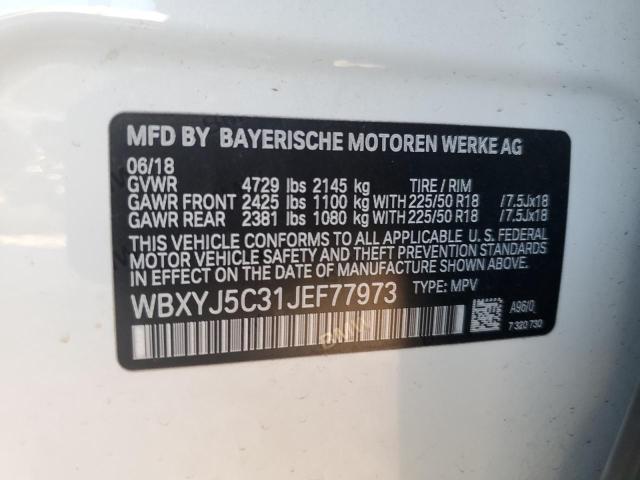 MFD BY BAYERISCHE MOTOREN WERKE AG
06/18
GVWR 4729 lbs 2145 kg TIRE / RIM
GAWR FRONT 2425 lbs 1100 kg WITH 225/50 R18 / 7.5Jx18
GAWR REAR 2381 lbs 1080 kg WITH 225/50 R18 / 7.5Jx18
THIS VEHICLE CONFORMS TO ALL APPLICABLE U. S. FEDERAL
MOTOR VEHICLE SAFETY AND THEFT PREVENTION STANDARDS
IN EFFECT ON THE DATE OF MANUFACTURE SHOWN ABOVE.
WBXYJ5C31JEF77973 TYPE: MPV
A96I0
BMW
7 320 730